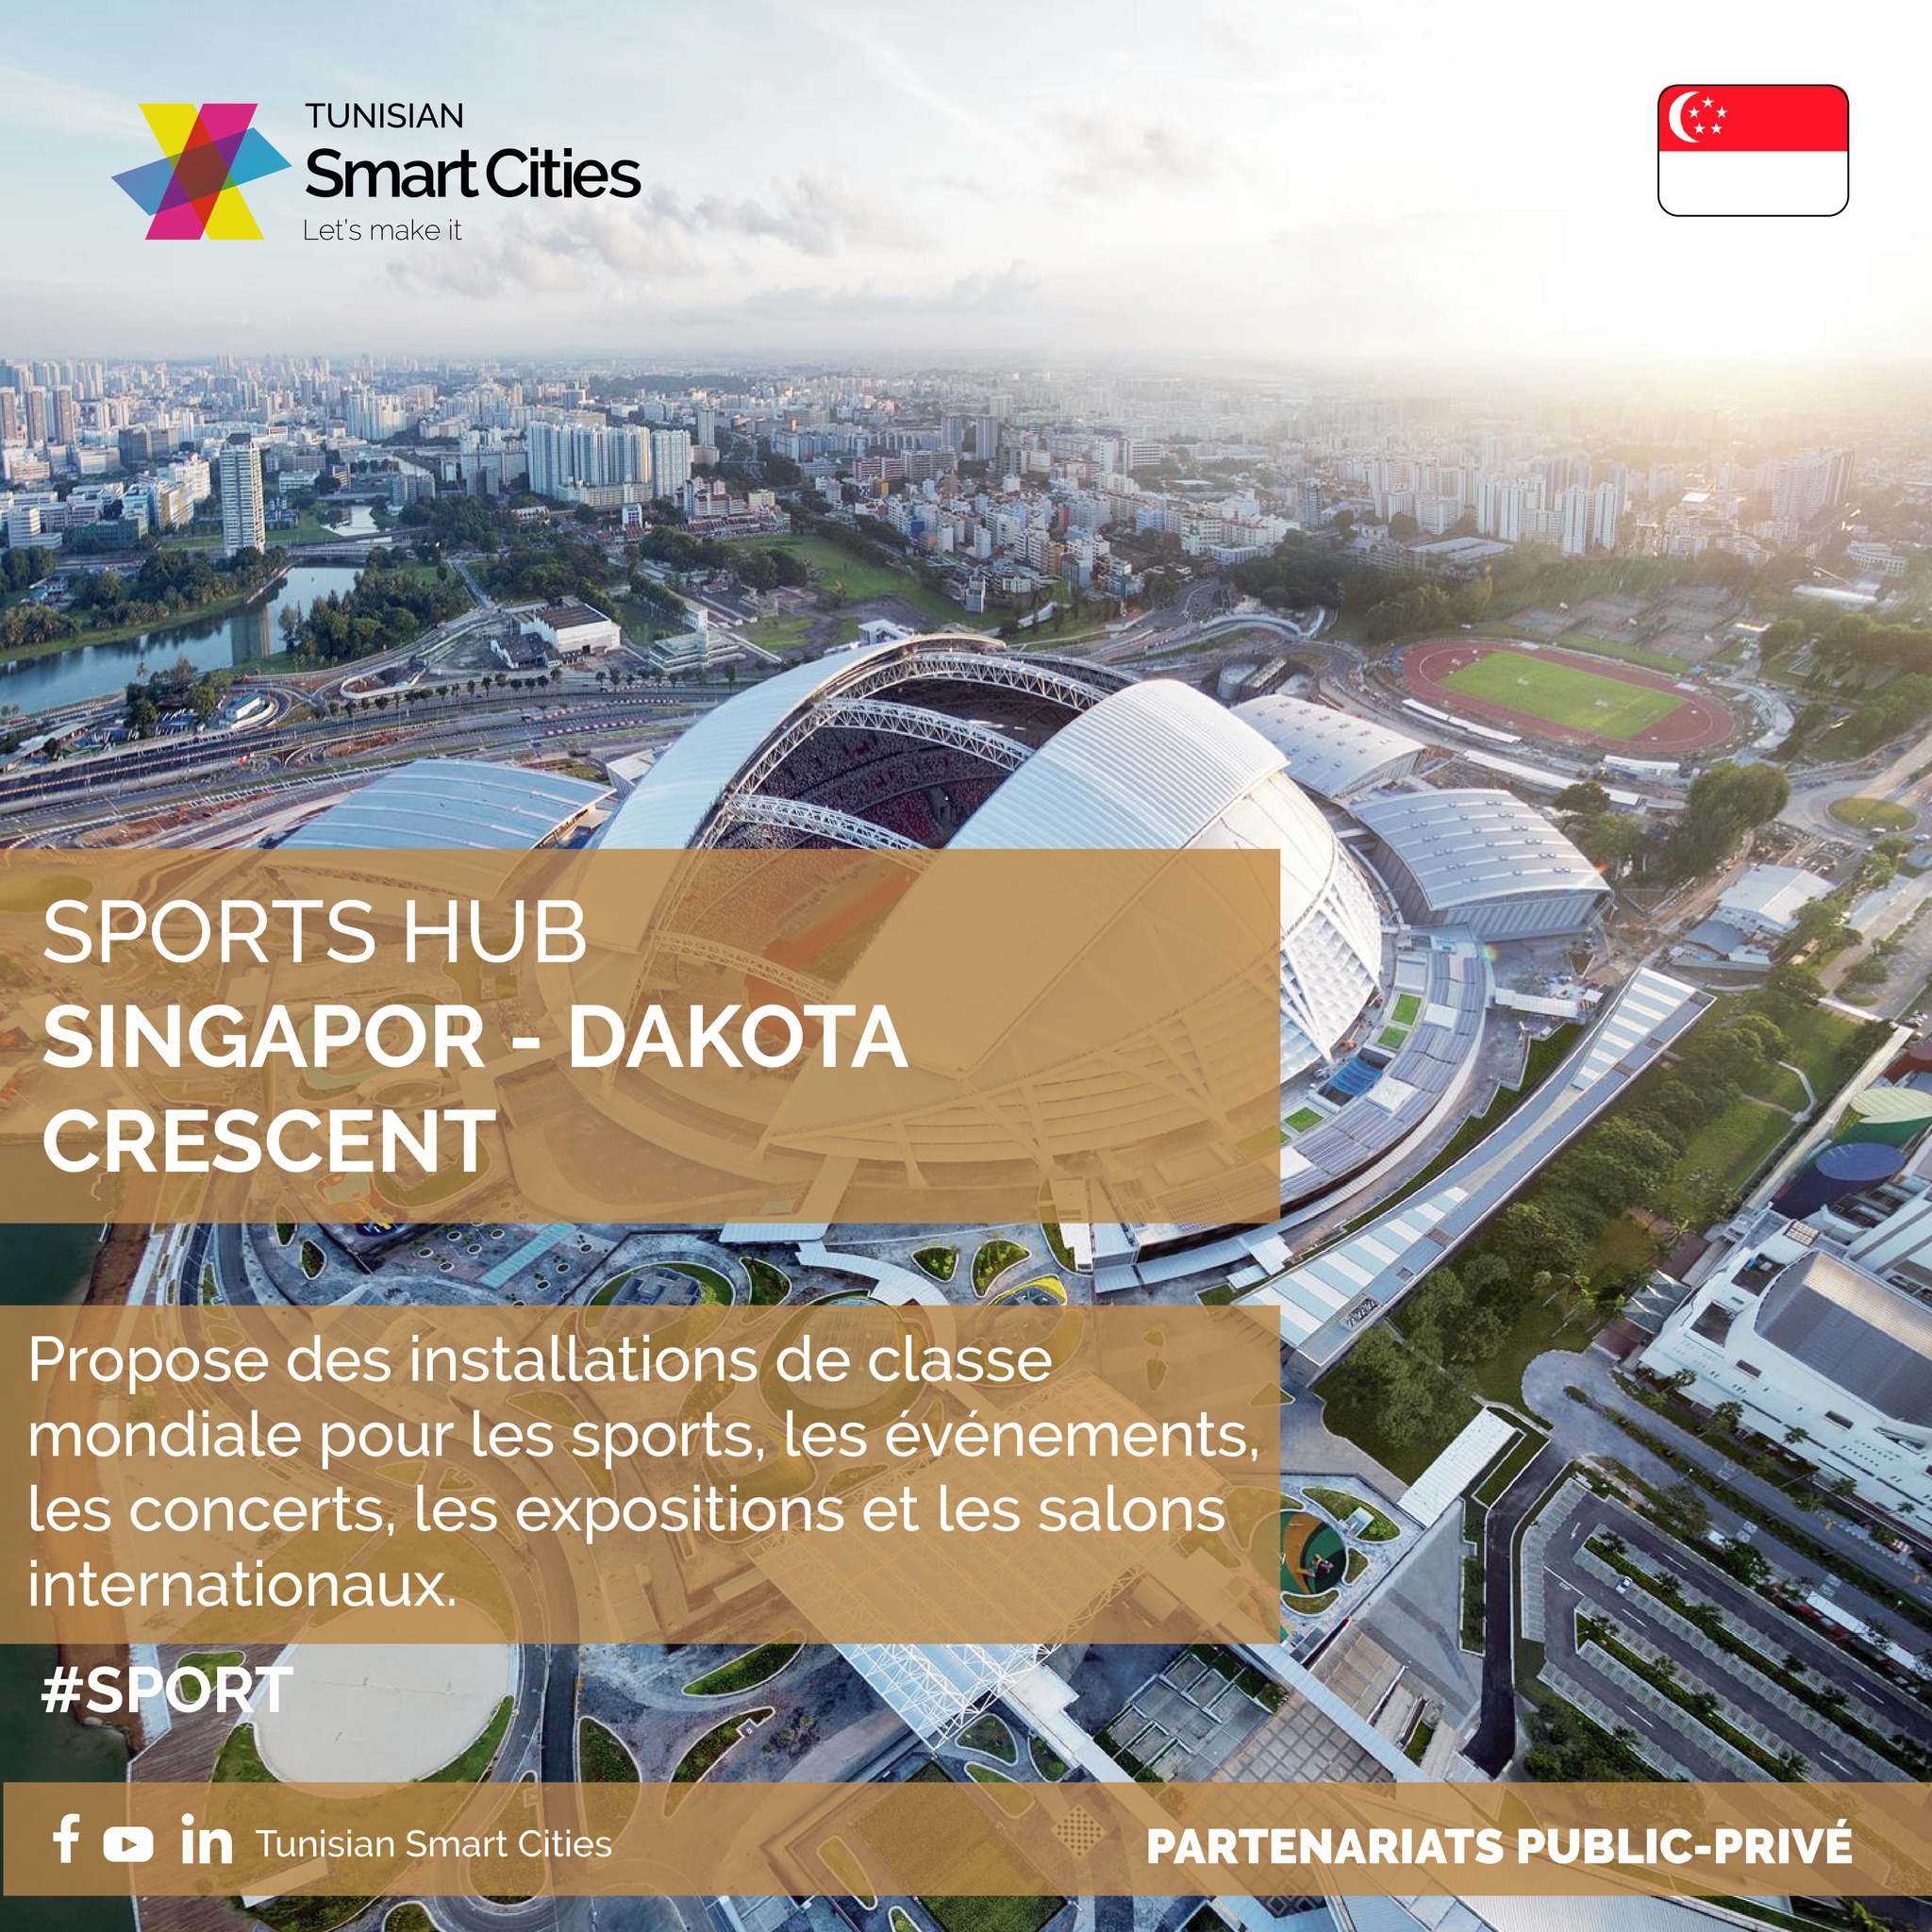 TUNISIAN
Smart Cities
Let's make it
SPORTS HUB
SINGAPOR - DAKOTA
CRESCENT
Propose des installations de classe
mondiale pour les sports, les événements,
les concerts, les expositions et les salons
internationaux.
#SPORT
Tunisian Smart Cities
PARTENARIATS PUBLIC-PRIVÉ